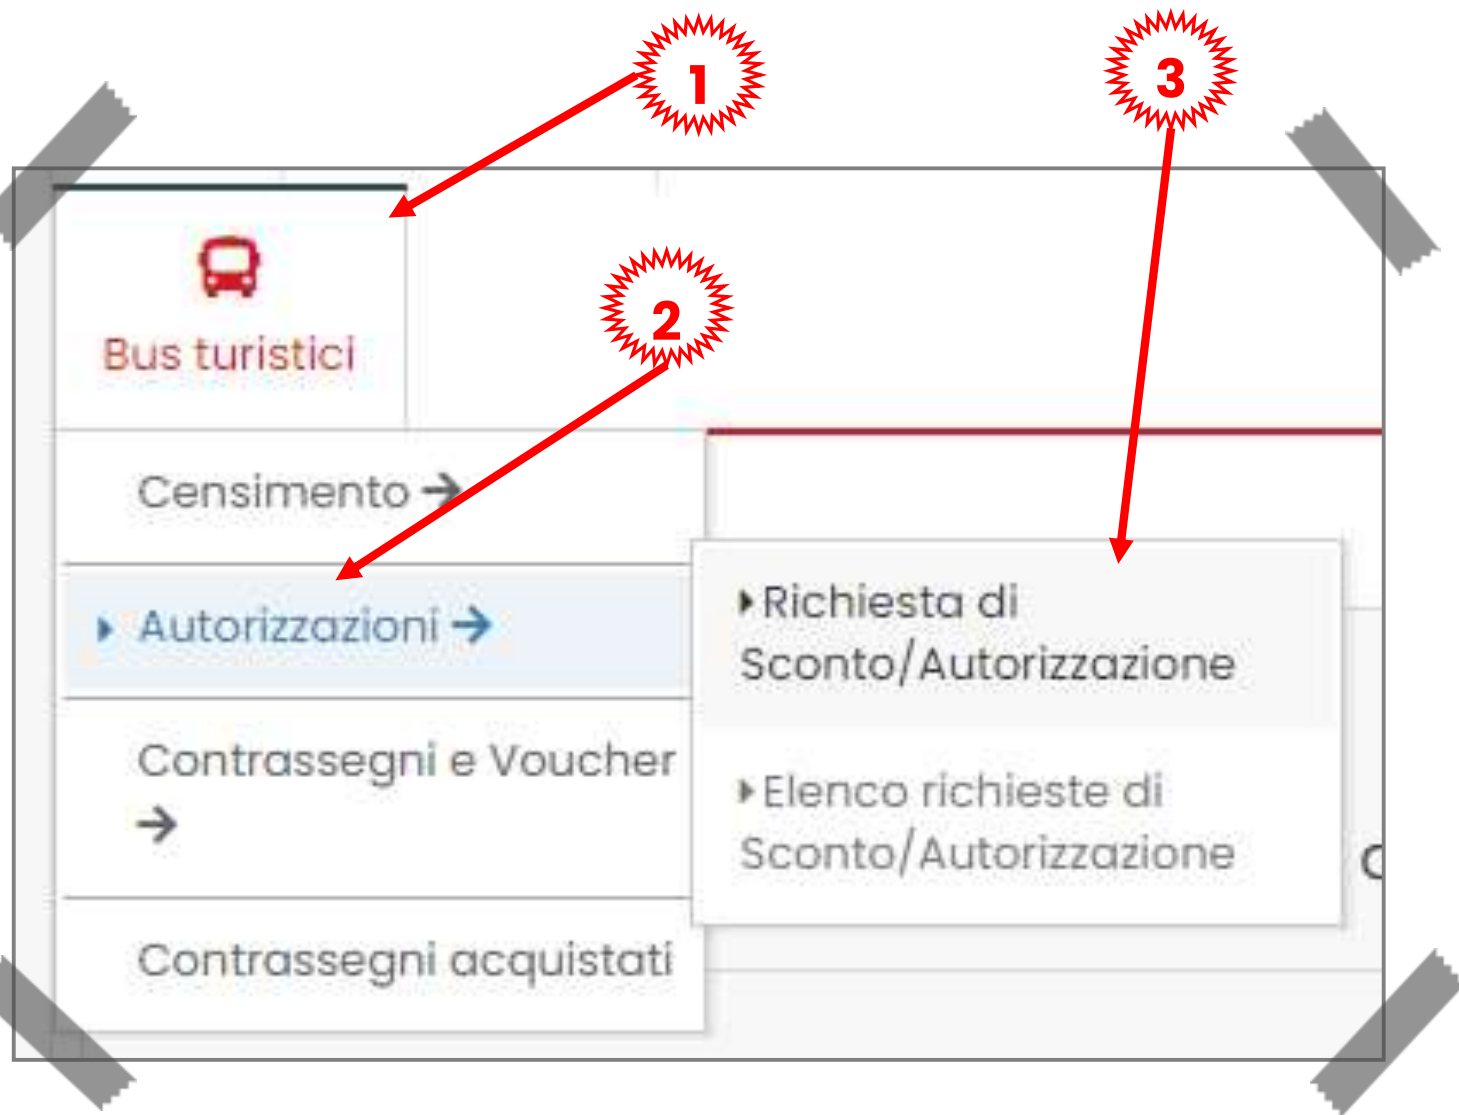 1
3
Bus turistici
2
Censimento →
Autorizzazioni →
Richiesta di
Sconto/Autorizzazione
Contrassegni e Voucher
→
Elenco richieste di
Sconto/Autorizzazione
Contrassegni acquistati